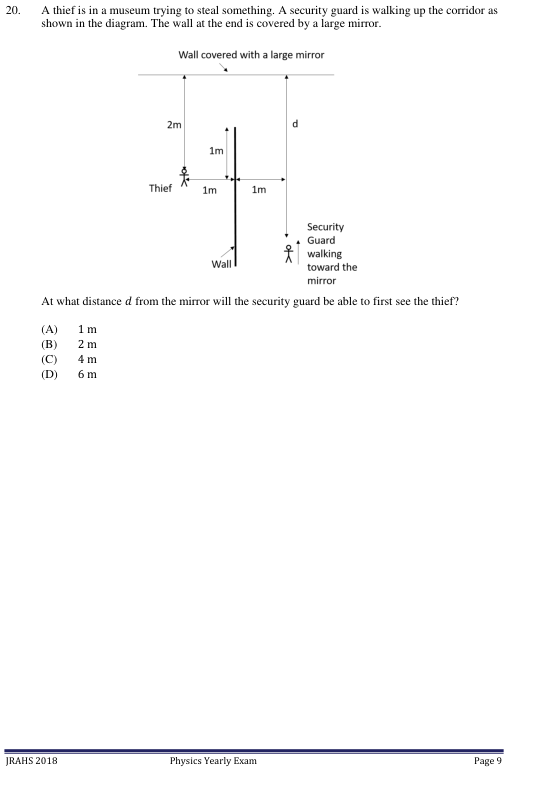 20. A thief is in a museum trying to steal something. A security guard is walking up the corridor as
shown in the diagram. The wall at the end is covered by a large mirror.
Wall covered with a large mirror
2m
d
1m
Thief
1m
1m
Security
Guard
walking
toward the
mirror
Wall
At what distance d from the mirror will the security guard be able to first see the thief?
(A) 1 m
(B) 2 m
(C) 4 m
(D) 6 m
JRAHS 2018 Physics Yearly Exam Page 9